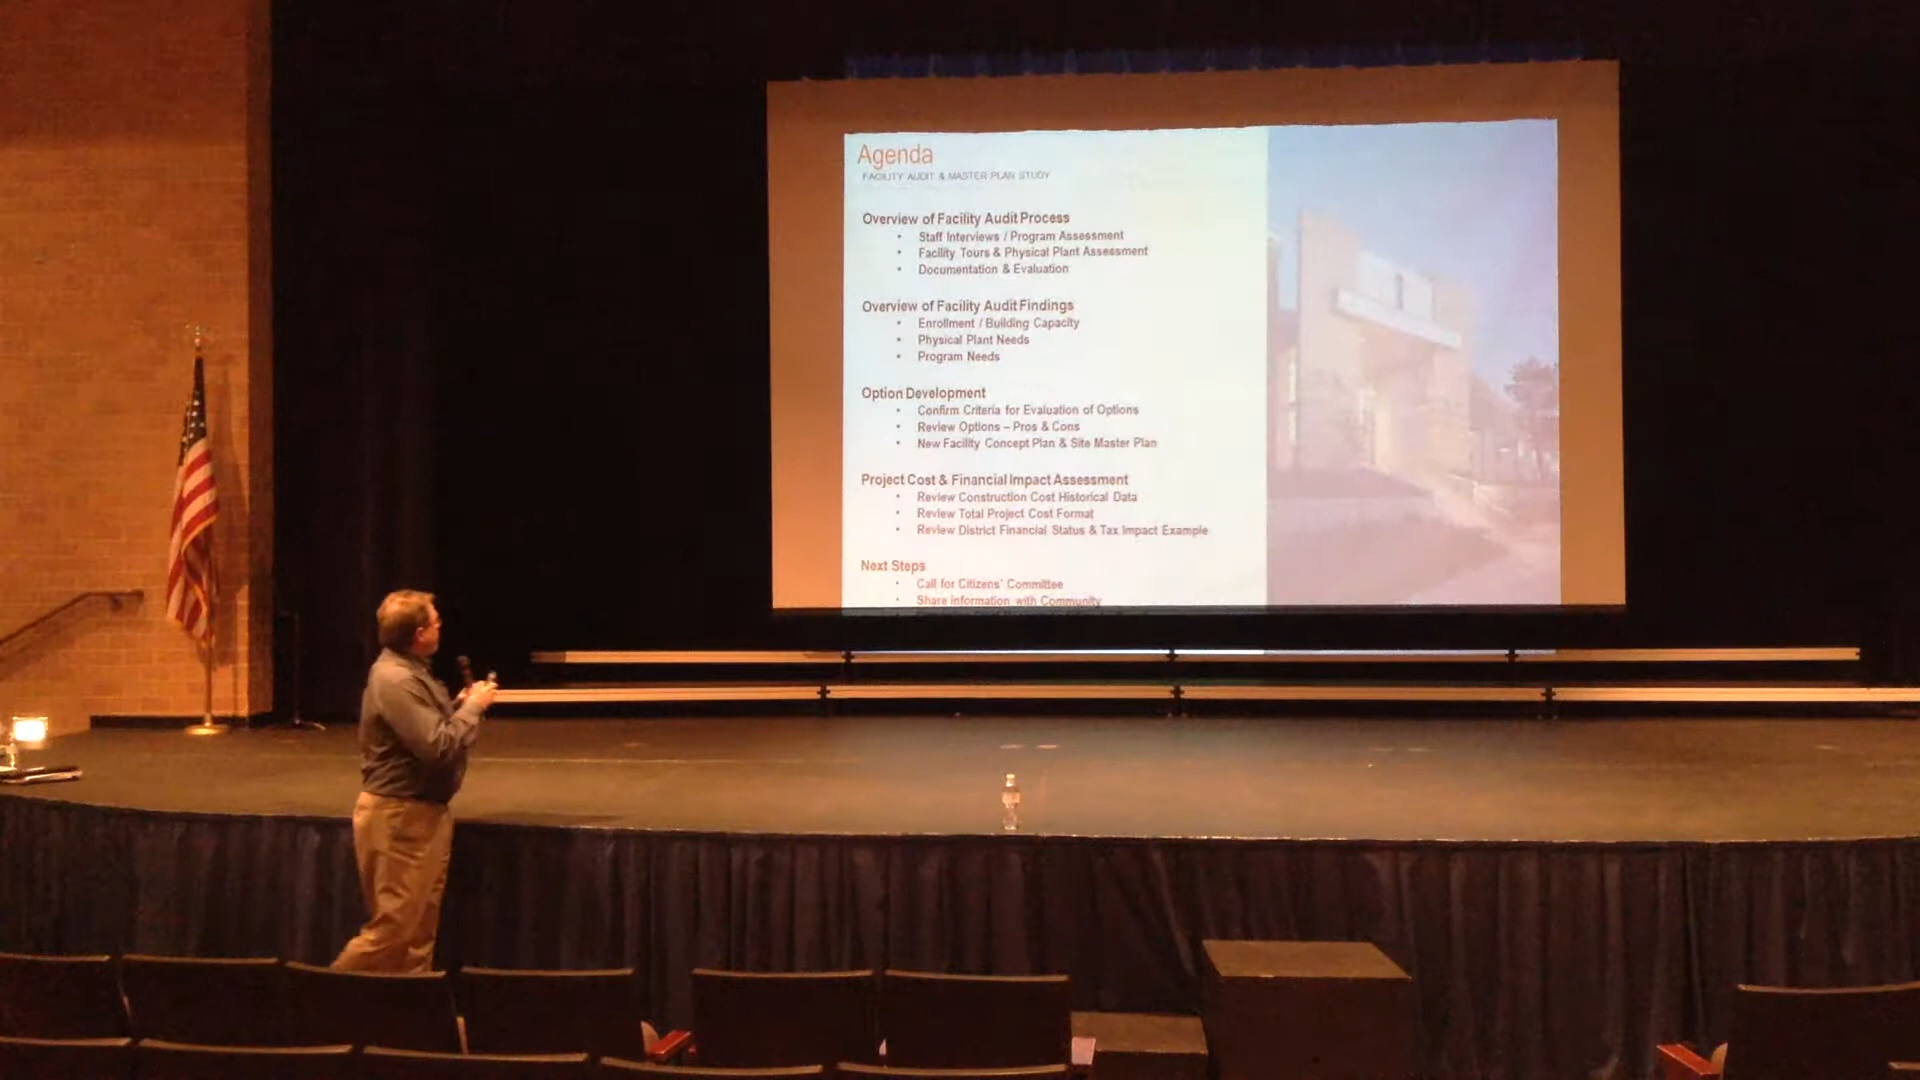 Agenda
FACILITY AUDIT & MASTER PLAN STUDY
Overview of Facility Audit Process
• Staff Interviews / Program Assessment
• Facility Tours & Physical Plant Assessment
• Documentation & Evaluation
Overview of Facility Audit Findings
• Enrollment / Building Capacity
• Physical Plant Needs
• Program Needs
Option Development
• Confirm Criteria for Evaluation of Options
• Review Options – Pros & Cons
• New Facility Concept Plan & Site Master Plan
Project Cost & Financial Impact Assessment
• Review Construction Cost Historical Data
• Review Total Project Cost Format
• Review District Financial Status & Tax Impact Example
Next Steps
• Call for Citizens' Committee
• Share Information with Community